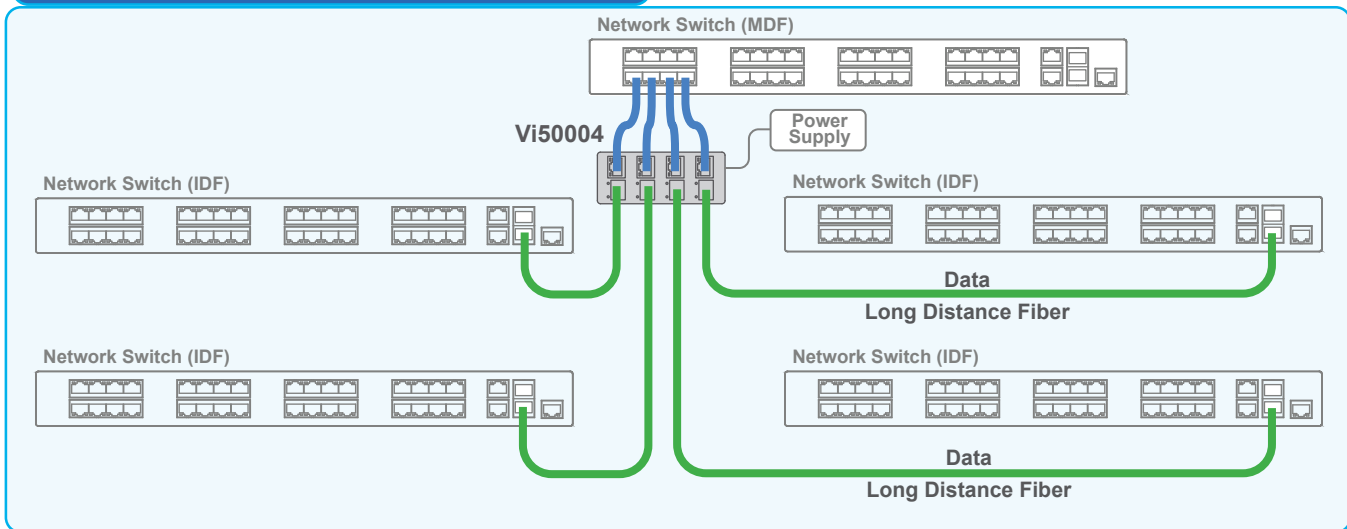 Network Switch (MDF)
Vi50004
Power
Supply
Network Switch (IDF)
Network Switch (IDF)
Data
Long Distance Fiber
Network Switch (IDF)
Network Switch (IDF)
Data
Long Distance Fiber